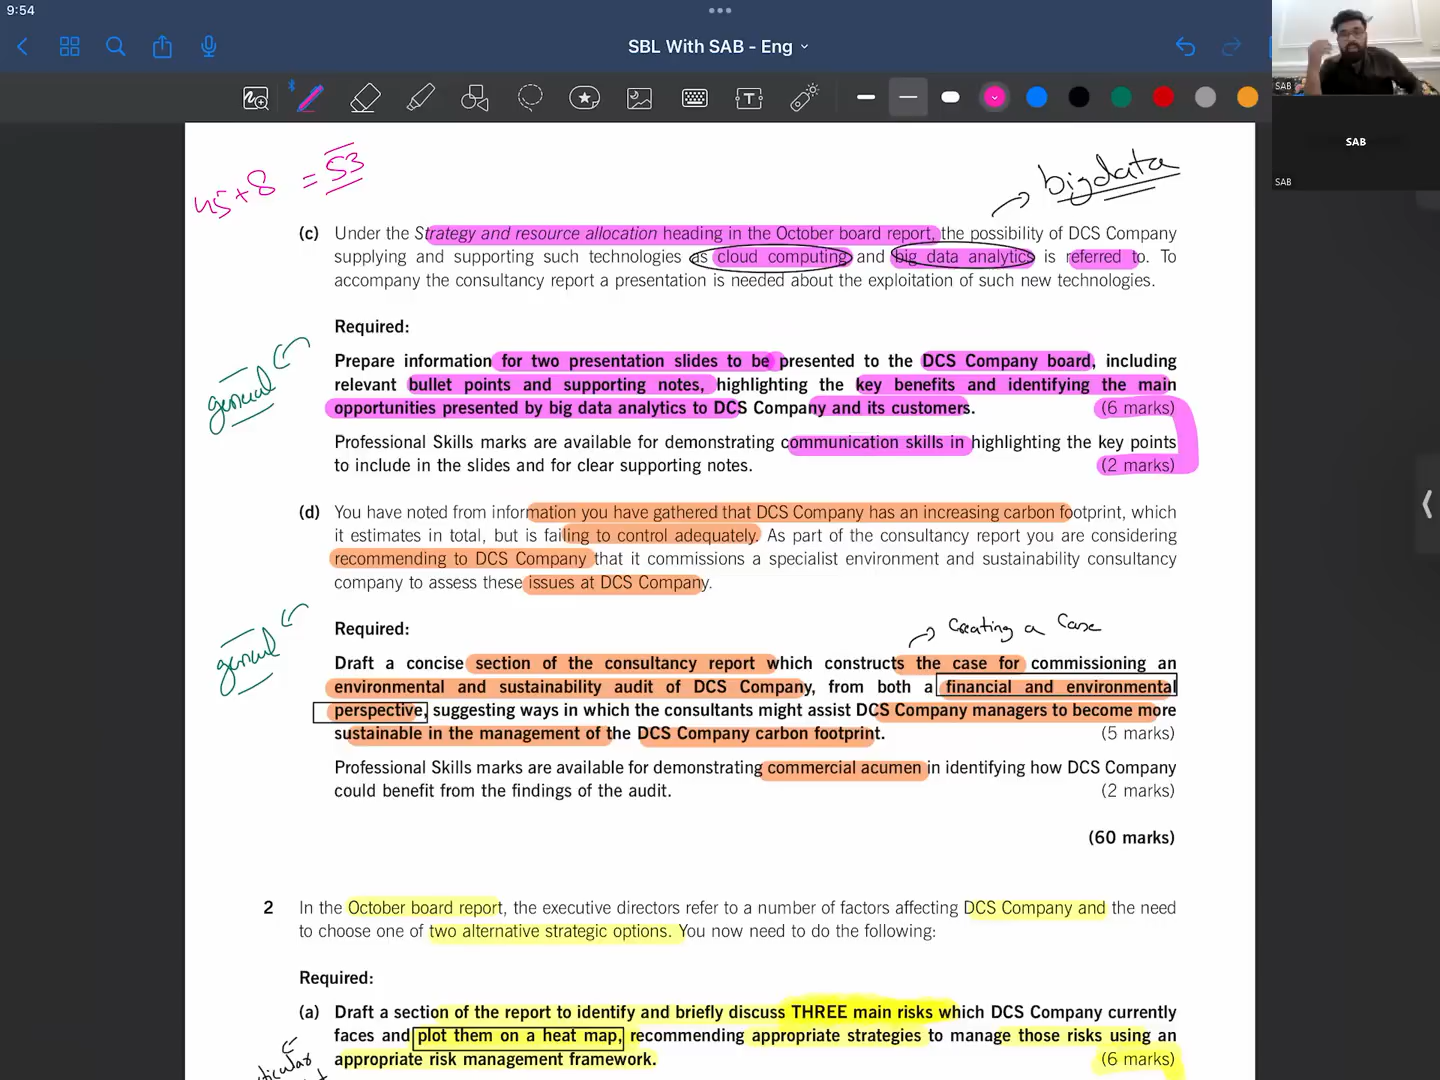 9:54
SBL With SAB - Eng
SAB
SAB
SAB
45+8 = 53
big data
(c) Under the Strategy and resource allocation heading in the October board report, the possibility of DCS Company
supplying and supporting such technologies as cloud computing and big data analytics is referred to. To
accompany the consultancy report a presentation is needed about the exploitation of such new technologies.
Required:
general
Prepare information for two presentation slides to be presented to the DCS Company board, including
relevant bullet points and supporting notes, highlighting the key benefits and identifying the main
opportunities presented by big data analytics to DCS Company and its customers. (6 marks)
Professional Skills marks are available for demonstrating communication skills in highlighting the key points
to include in the slides and for clear supporting notes. (2 marks)
(d) You have noted from information you have gathered that DCS Company has an increasing carbon footprint, which
it estimates in total, but is failing to control adequately. As part of the consultancy report you are considering
recommending to DCS Company that it commissions a specialist environment and sustainability consultancy
company to assess these issues at DCS Company.
Required:
Creating a Case
general
Draft a concise section of the consultancy report which constructs the case for commissioning an
environmental and sustainability audit of DCS Company, from both a financial and environmental
perspective, suggesting ways in which the consultants might assist DCS Company managers to become more
sustainable in the management of the DCS Company carbon footprint. (5 marks)
Professional Skills marks are available for demonstrating commercial acumen in identifying how DCS Company
could benefit from the findings of the audit. (2 marks)
(60 marks)
2 In the October board report, the executive directors refer to a number of factors affecting DCS Company and the need
to choose one of two alternative strategic options. You now need to do the following:
Required:
(a) Draft a section of the report to identify and briefly discuss THREE main risks which DCS Company currently
faces and plot them on a heat map, recommending appropriate strategies to manage those risks using an
appropriate risk management framework. (6 marks)